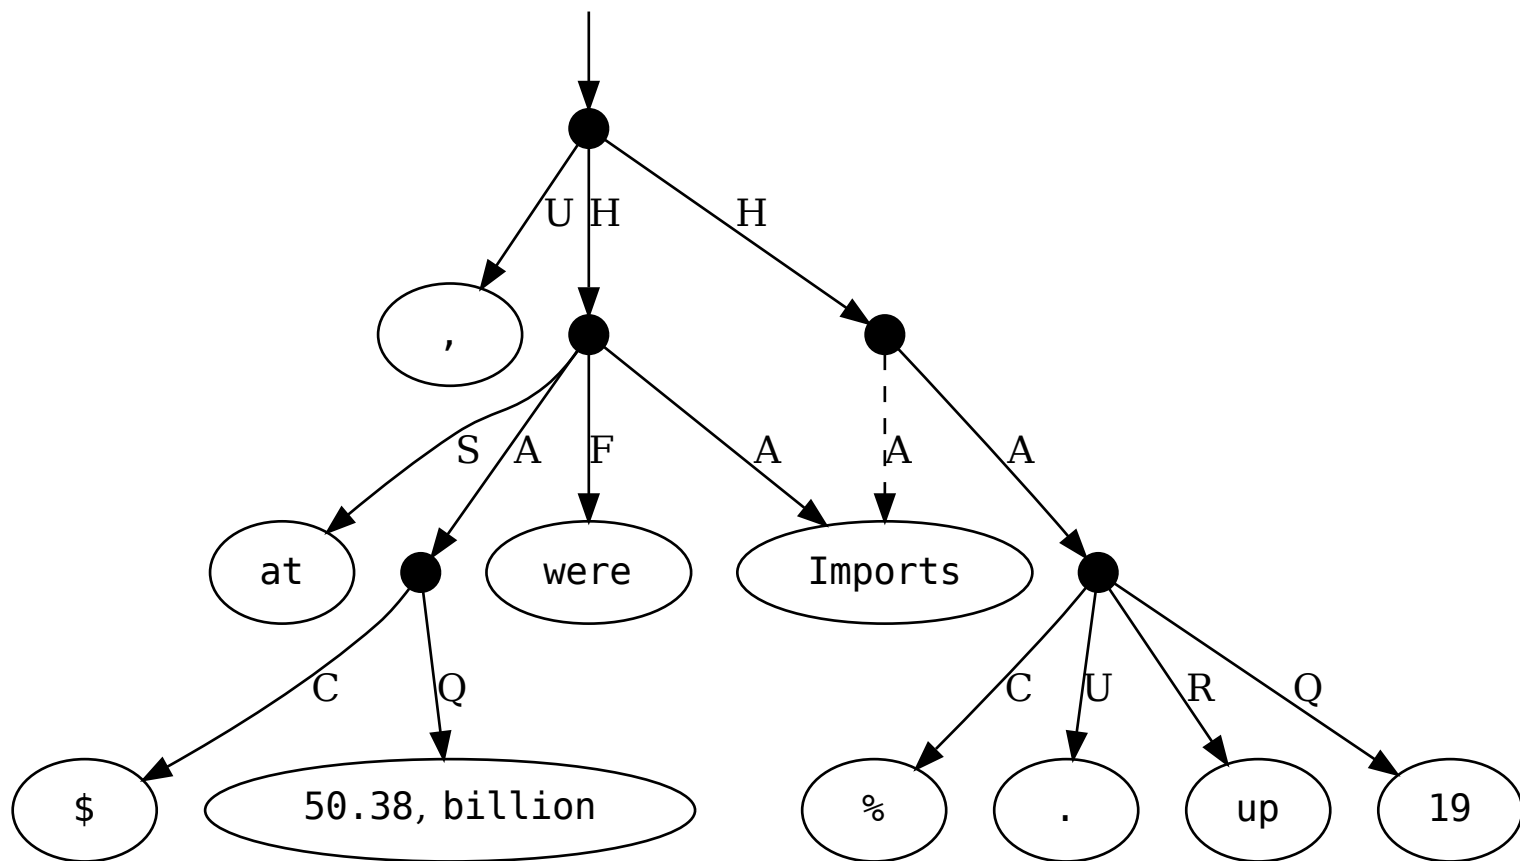 U H H
,
S A F A A A
at were Imports
C Q C U R Q
$ 50.38, billion % . up 19